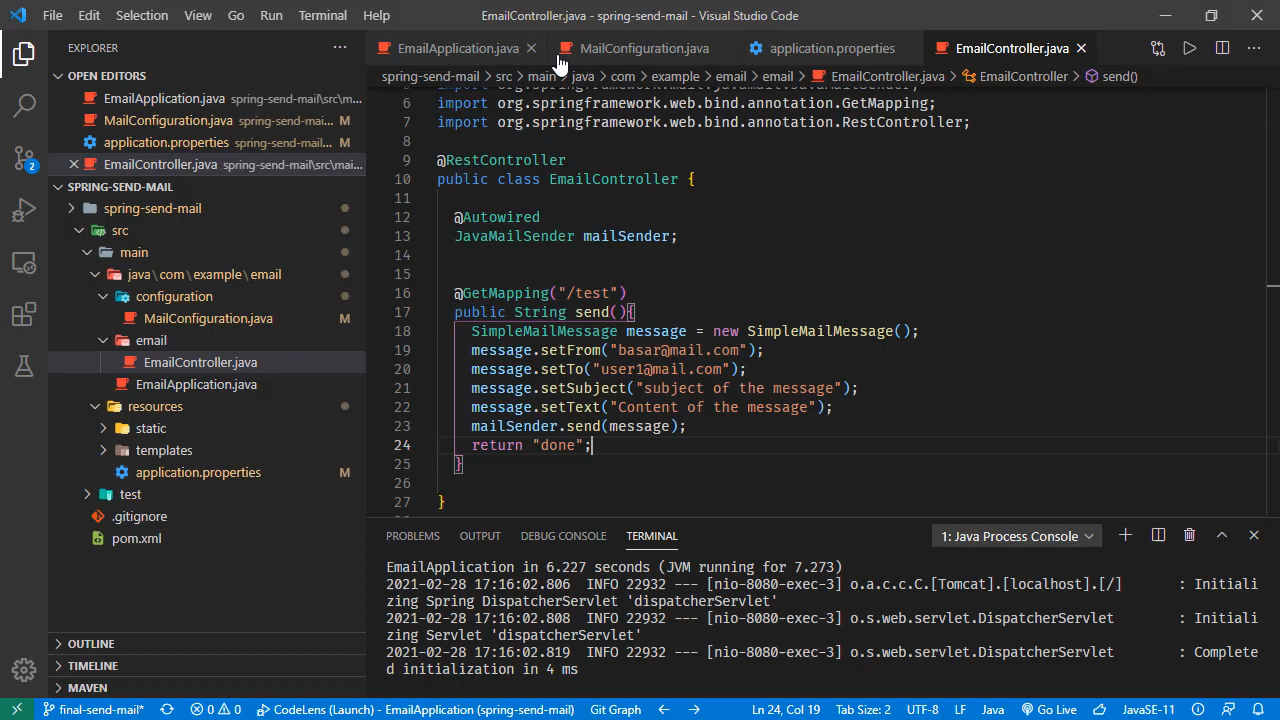 File Edit Selection View Go Run Terminal Help
EmailController.java - spring-send-mail - Visual Studio Code
EXPLORER
OPEN EDITORS
EmailApplication.java spring-send-mail\src\m...
MailConfiguration.java spring-send-mai... M
application.properties spring-send-mail... M
EmailController.java spring-send-mail\src\mai...
SPRING-SEND-MAIL
spring-send-mail
src
main
java\com\example\email
configuration
MailConfiguration.java M
email
EmailController.java
EmailApplication.java
resources
static
templates
application.properties M
test
.gitignore
pom.xml
OUTLINE
TIMELINE
MAVEN
2
EmailApplication.java MailConfiguration.java application.properties EmailController.java
spring-send-mail > src > main > java > com > example > email > email > EmailController.java > EmailController > send()
6 import org.springframework.web.bind.annotation.GetMapping;
7 import org.springframework.web.bind.annotation.RestController;
8
9 @RestController
10 public class EmailController {
11
12 @Autowired
13 JavaMailSender mailSender;
14
15
16 @GetMapping("/test")
17 public String send(){
18 SimpleMailMessage message = new SimpleMailMessage();
19 message.setFrom("basar@mail.com");
20 message.setTo("user1@mail.com");
21 message.setSubject("subject of the message");
22 message.setText("Content of the message");
23 mailSender.send(message);
24 return "done";
25 }
26
27 }
PROBLEMS OUTPUT DEBUG CONSOLE TERMINAL 1: Java Process Console
EmailApplication in 6.227 seconds (JVM running for 7.273)
2021-02-28 17:16:02.806 INFO 22932 --- [nio-8080-exec-3] o.a.c.c.C.[Tomcat].[localhost].[/] : Initiali
zing Spring DispatcherServlet 'dispatcherServlet'
2021-02-28 17:16:02.808 INFO 22932 --- [nio-8080-exec-3] o.s.web.servlet.DispatcherServlet : Initiali
zing Servlet 'dispatcherServlet'
2021-02-28 17:16:02.819 INFO 22932 --- [nio-8080-exec-3] o.s.web.servlet.DispatcherServlet : Complete
d initialization in 4 ms
final-send-mail* 0 0 CodeLens (Launch) - EmailApplication (spring-send-mail) Git Graph Ln 24, Col 19 Tab Size: 2 UTF-8 LF Java Go Live JavaSE-11